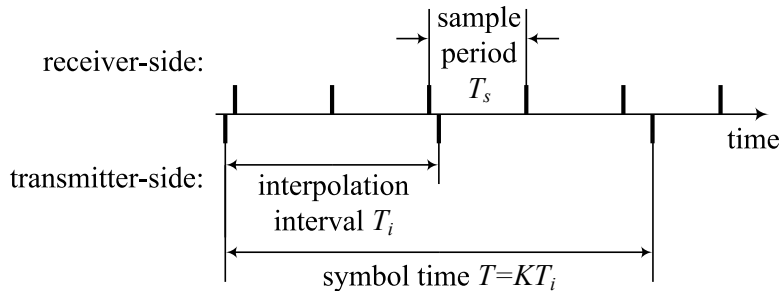 sample
period
T_s
receiver-side:
time
transmitter-side:
interpolation
interval T_i
symbol time T=KT_i